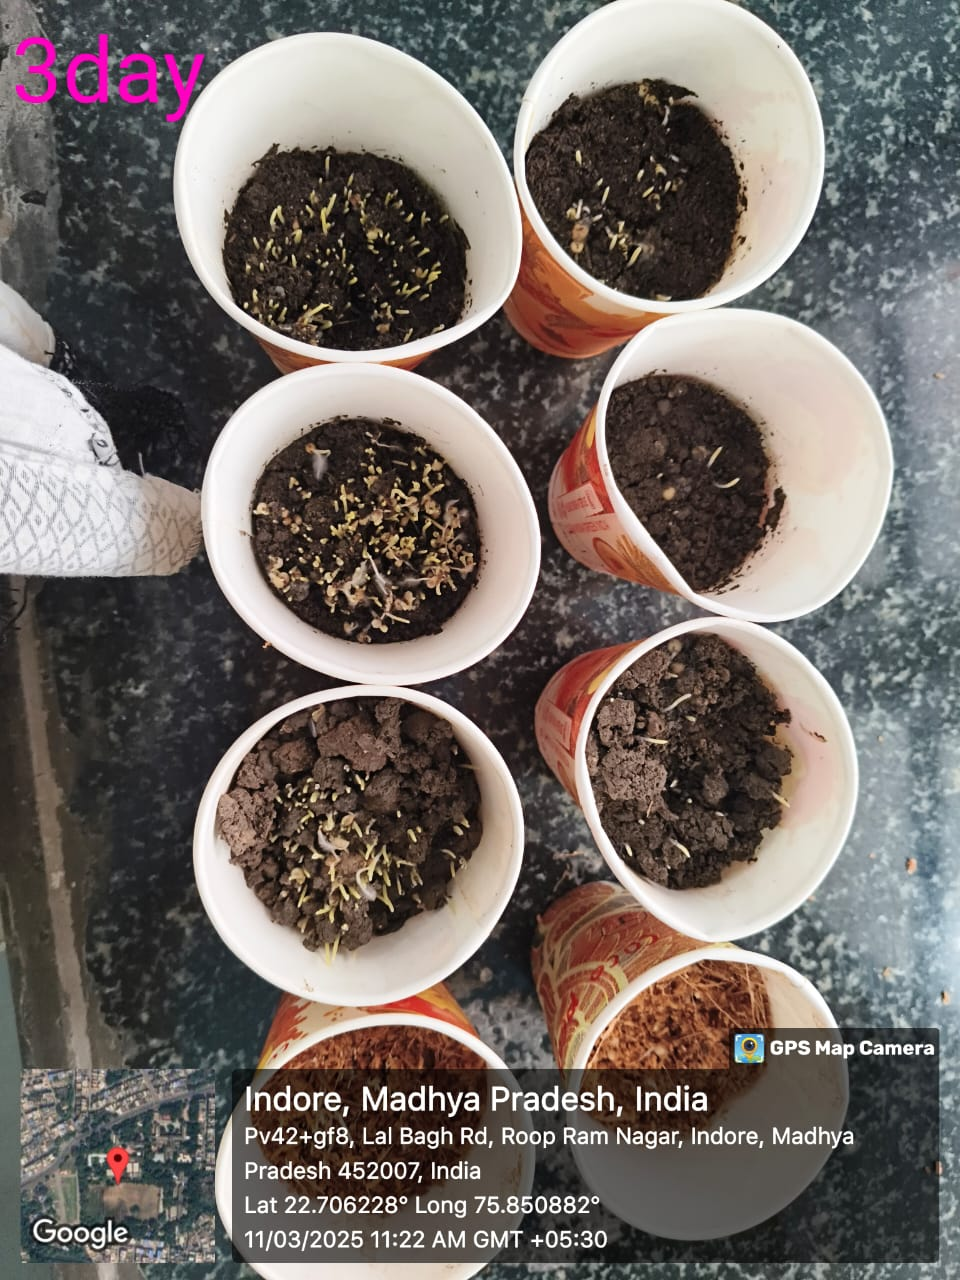 3day
GPS Map Camera
Indore, Madhya Pradesh, India
Pv42+gf8, Lal Bagh Rd, Roop Ram Nagar, Indore, Madhya
Pradesh 452007, India
Lat 22.706228° Long 75.850882°
11/03/2025 11:22 AM GMT +05:30
Google